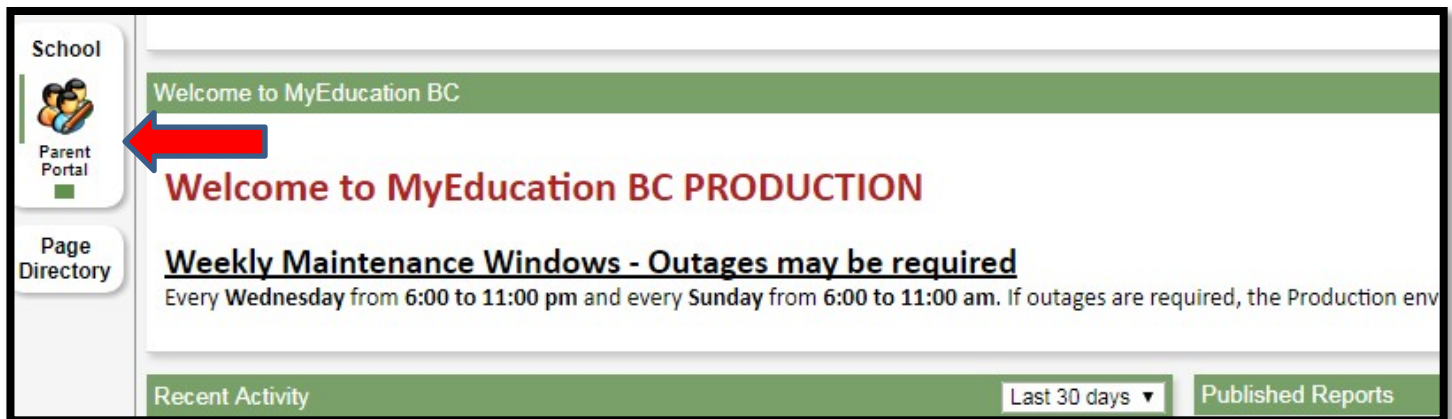 School
Parent
Portal
Page
Directory
Welcome to MyEducation BC
Welcome to MyEducation BC PRODUCTION
Weekly Maintenance Windows - Outages may be required
Every Wednesday from 6:00 to 11:00 pm and every Sunday from 6:00 to 11:00 am. If outages are required, the Production env
Recent Activity
Last 30 days ▼
Published Reports